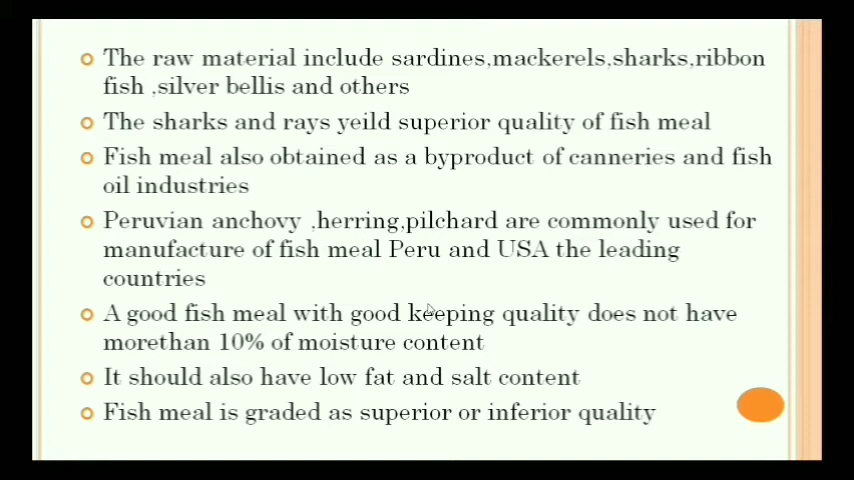 The raw material include sardines,mackerels,sharks,ribbon
fish ,silver bellis and others
The sharks and rays yeild superior quality of fish meal
Fish meal also obtained as a byproduct of canneries and fish
oil industries
Peruvian anchovy ,herring,pilchard are commonly used for
manufacture of fish meal Peru and USA the leading
countries
A good fish meal with good keeping quality does not have
morethan 10% of moisture content
It should also have low fat and salt content
Fish meal is graded as superior or inferior quality